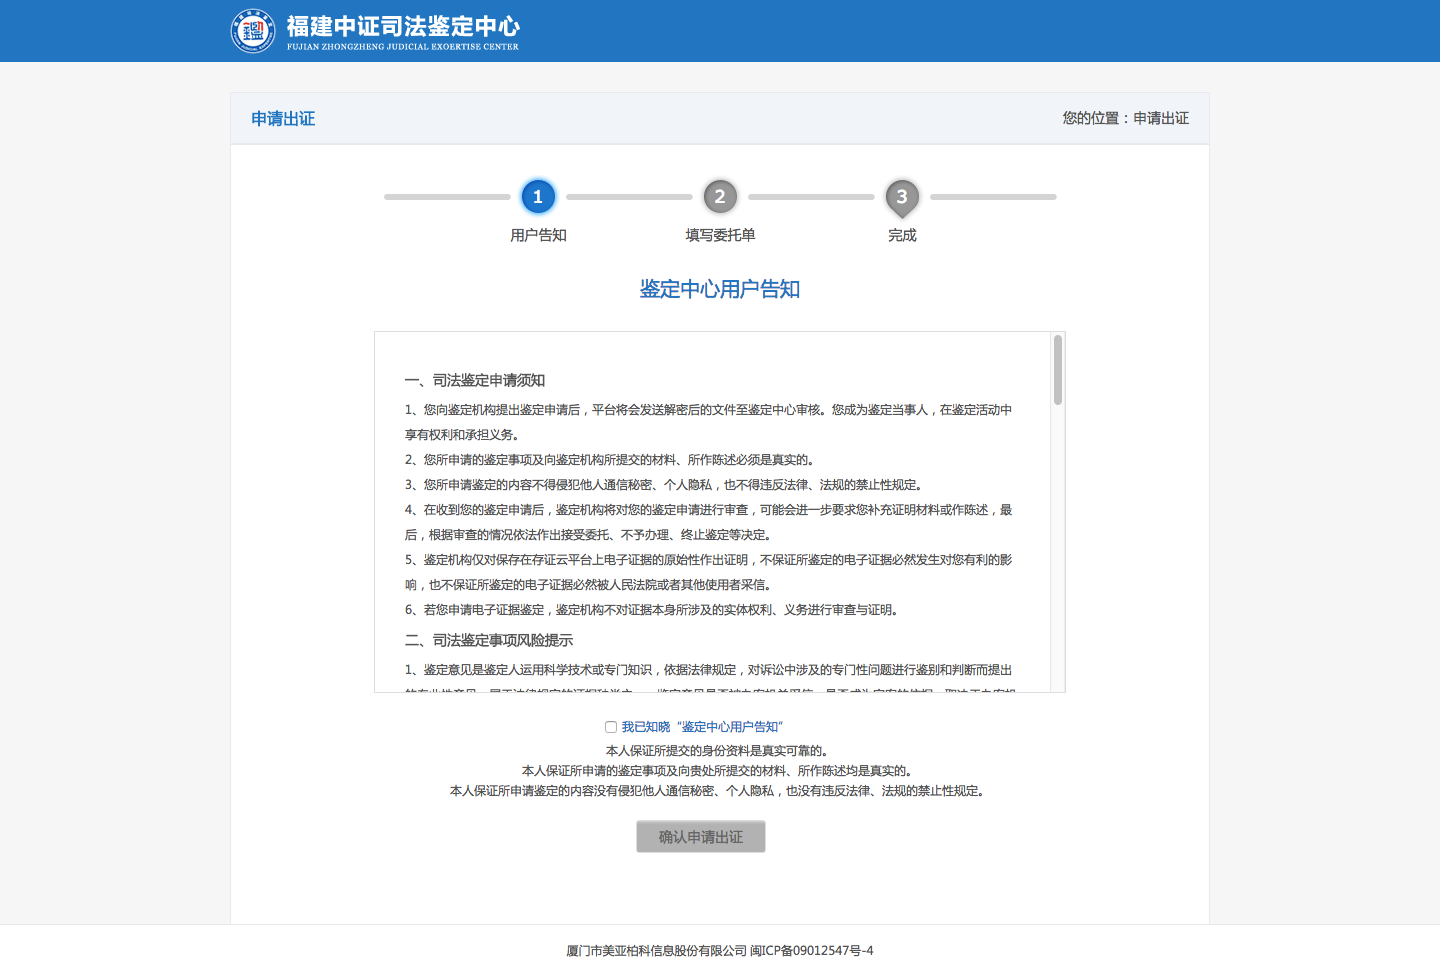 福建中证司法鉴定中心
FUJIAN ZHONGZHENG JUDICIAL EXOERTISE CENTER
申请出证
您的位置：申请出证
1
2
3
用户告知
填写委托单
完成
鉴定中心用户告知
一、司法鉴定申请须知
1、您向鉴定机构提出鉴定申请后，平台将会发送解密后的文件至鉴定中心审核。您成为鉴定当事人，在鉴定活动中
享有权利和承担义务。
2、您所申请的鉴定事项及向鉴定机构所提交的材料、所作陈述必须是真实的。
3、您所申请鉴定的内容不得侵犯他人通信秘密、个人隐私，也不得违反法律、法规的禁止性规定。
4、在收到您的鉴定申请后，鉴定机构将对您的鉴定申请进行审查，可能会进一步要求您补充证明材料或作陈述，最
后，根据审查的情况依法作出接受委托、不予办理、终止鉴定等决定。
5、鉴定机构仅对保存在存证云平台上电子证据的原始性作出证明，不保证所鉴定的电子证据必然发生对您有利的影
响，也不保证所鉴定的电子证据必然被人民法院或者其他使用者采信。
6、若您申请电子证据鉴定，鉴定机构不对证据本身所涉及的实体权利、义务进行审查与证明。
二、司法鉴定事项风险提示
1、鉴定意见是鉴定人运用科学技术或专门知识，依据法律规定，对诉讼中涉及的专门性问题进行鉴别和判断而提出
我已知晓“鉴定中心用户告知”
本人保证所提交的身份资料是真实可靠的。
本人保证所申请的鉴定事项及向贵处所提交的材料、所作陈述均是真实的。
本人保证所申请鉴定的内容没有侵犯他人通信秘密、个人隐私，也没有违反法律、法规的禁止性规定。
确认申请出证
厦门市美亚柏科信息股份有限公司 闽ICP备09012547号-4